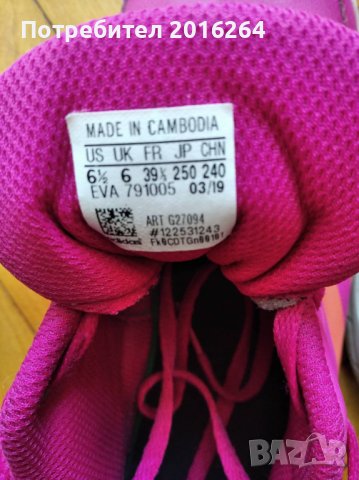 Потребител 2016264
MADE IN CAMBODIA
US UK FR JP CHN
6½ 6 39⅓ 250 240
EVA 791005 03/19
ART G27094
#122531243
BAZAR